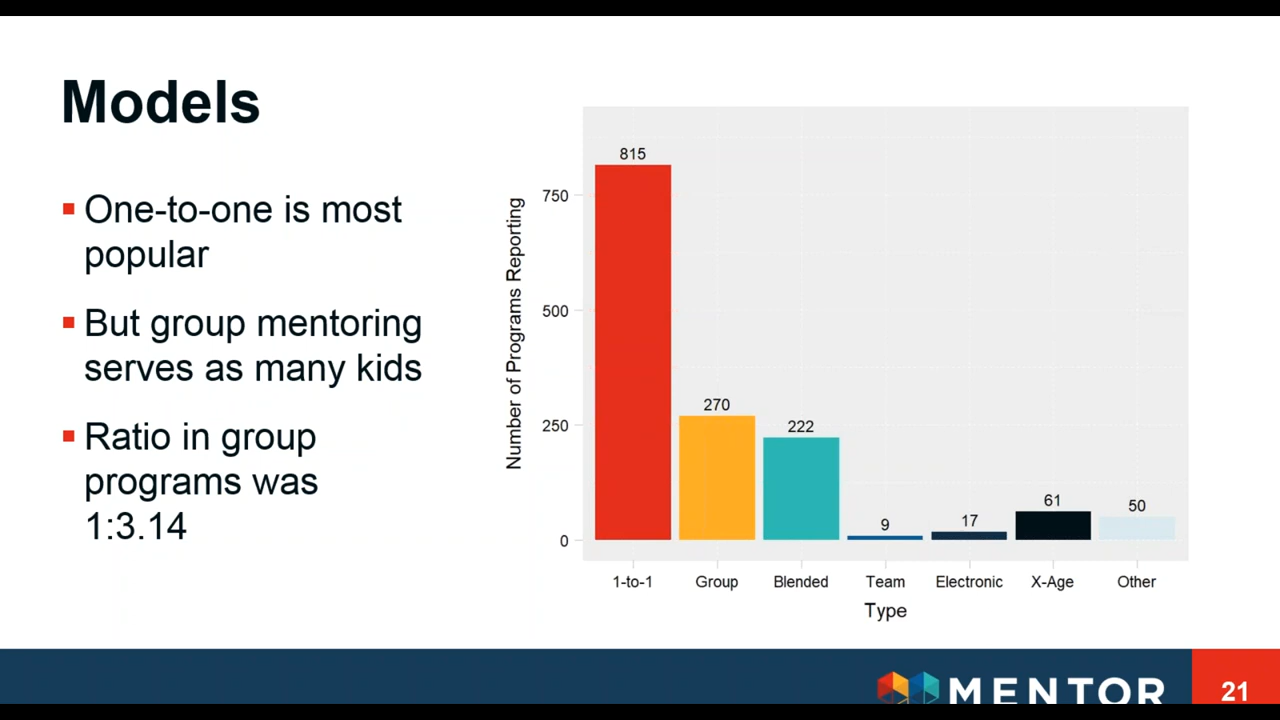 Models
▪ One-to-one is most
popular
▪ But group mentoring
serves as many kids
▪ Ratio in group
programs was
1:3.14
Number of Programs Reporting
750
500
250
0
815
270
222
9
17
61
50
1-to-1
Group
Blended
Team
Electronic
X-Age
Other
Type
MENTOR
21